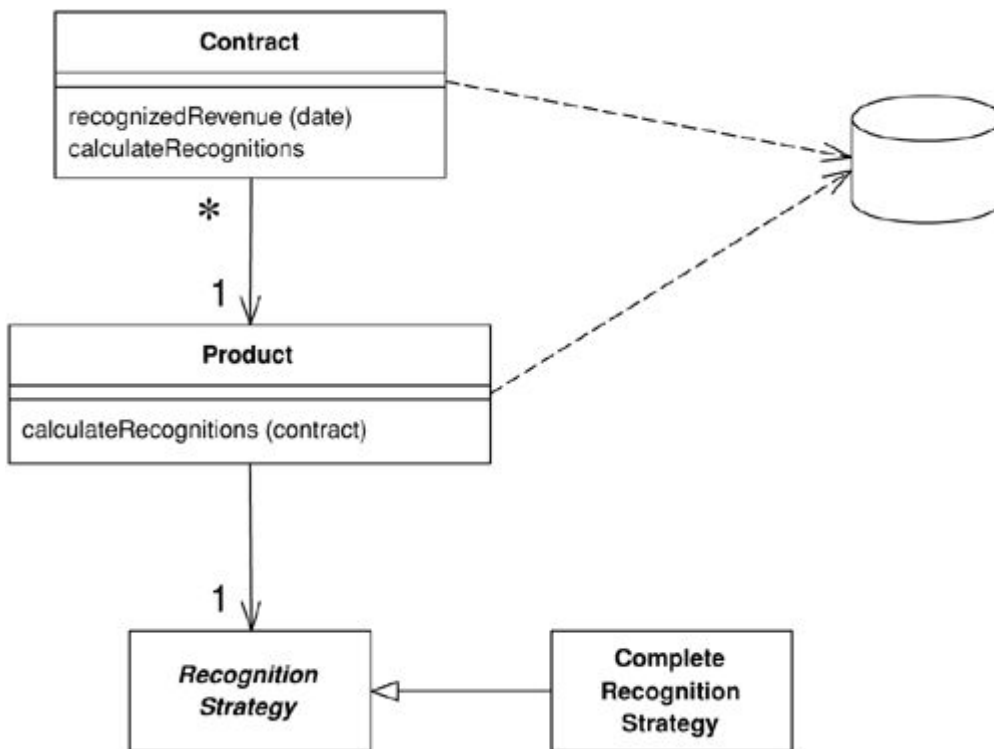 Contract
recognizedRevenue (date)
calculateRecognitions
*
1
Product
calculateRecognitions (contract)
1
Recognition
Strategy
Complete
Recognition
Strategy